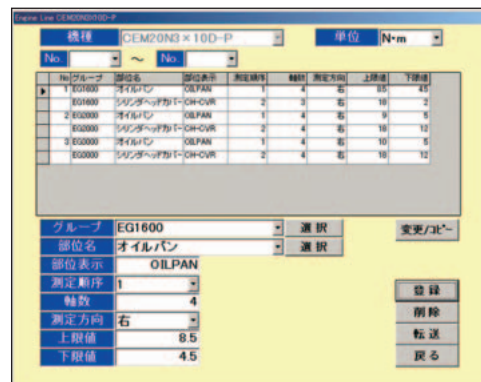 Engine Line CEM20N3X10D-P
機種 CEM20N3×10D-P 単位 N・m
No. ～ No.
No グループ 部位名 部位表示 測定順序 軸数 測定方向 上限値 下限値
1 EG1600 オイルパン OILPAN 1 4 右 8.5 4.5
EG1600 シリンダヘッドカバー CH-CVR 2 3 右 18 2
2 EG2000 オイルパン OILPAN 1 4 右 9 5
EG2000 シリンダヘッドカバー CH-CVR 2 4 右 18 12
3 EG3000 オイルパン OILPAN 1 4 右 10 5
EG3000 シリンダヘッドカバー CH-CVR 2 4 右 18 12
グループ EG1600 選択 変更/コピー
部位名 オイルパン 選択
部位表示 OILPAN
測定順序 1 登録
軸数 4 削除
測定方向 右
上限値 8.5 転送
下限値 4.5 戻る